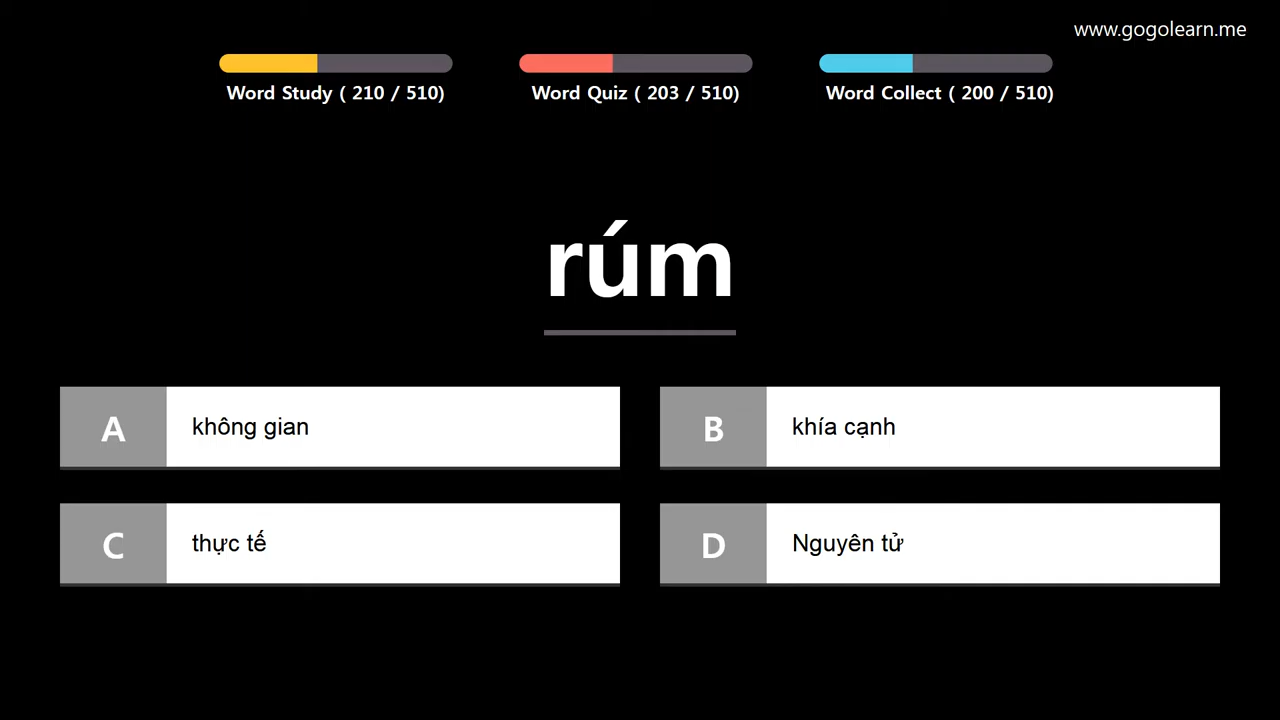 www.gogolearn.me
Word Study ( 210 / 510)
Word Quiz ( 203 / 510)
Word Collect ( 200 / 510)
rúm
A
không gian
B
khía cạnh
C
thực tế
D
Nguyên tử